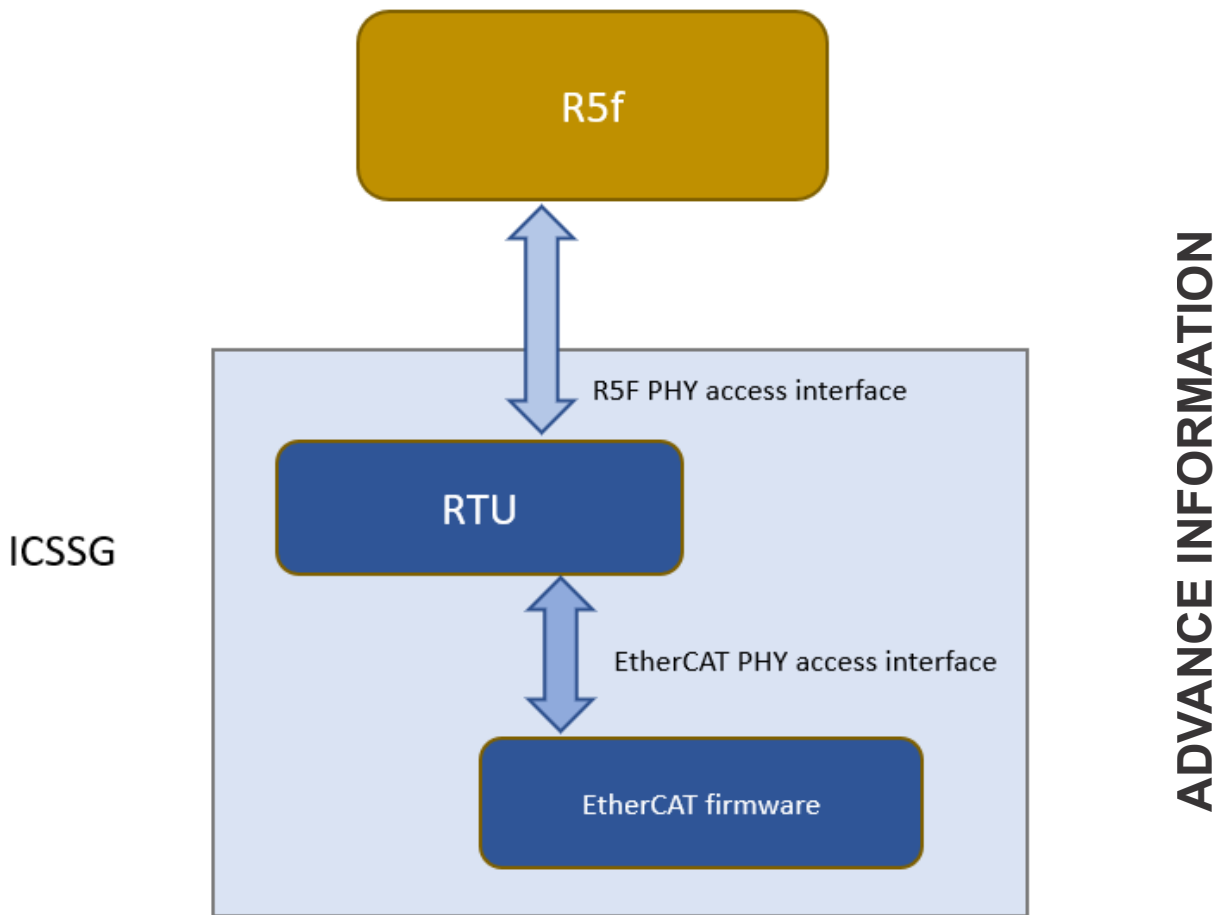 R5f
R5F PHY access interface
RTU
ICSSG
EtherCAT PHY access interface
EtherCAT firmware
ADVANCE INFORMATION